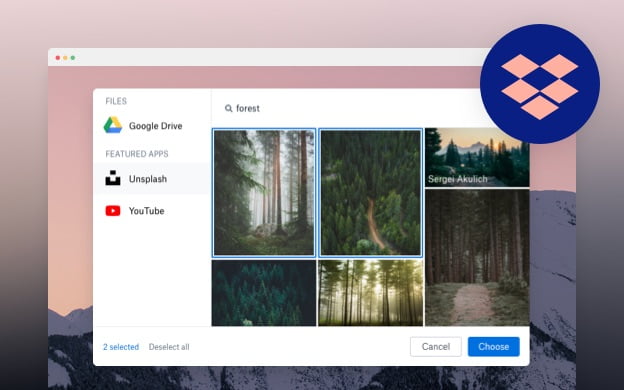 FILES
Google Drive
FEATURED APPS
Unsplash
YouTube
forest
Sergei Akulich
2 selected
Deselect all
Cancel
Choose